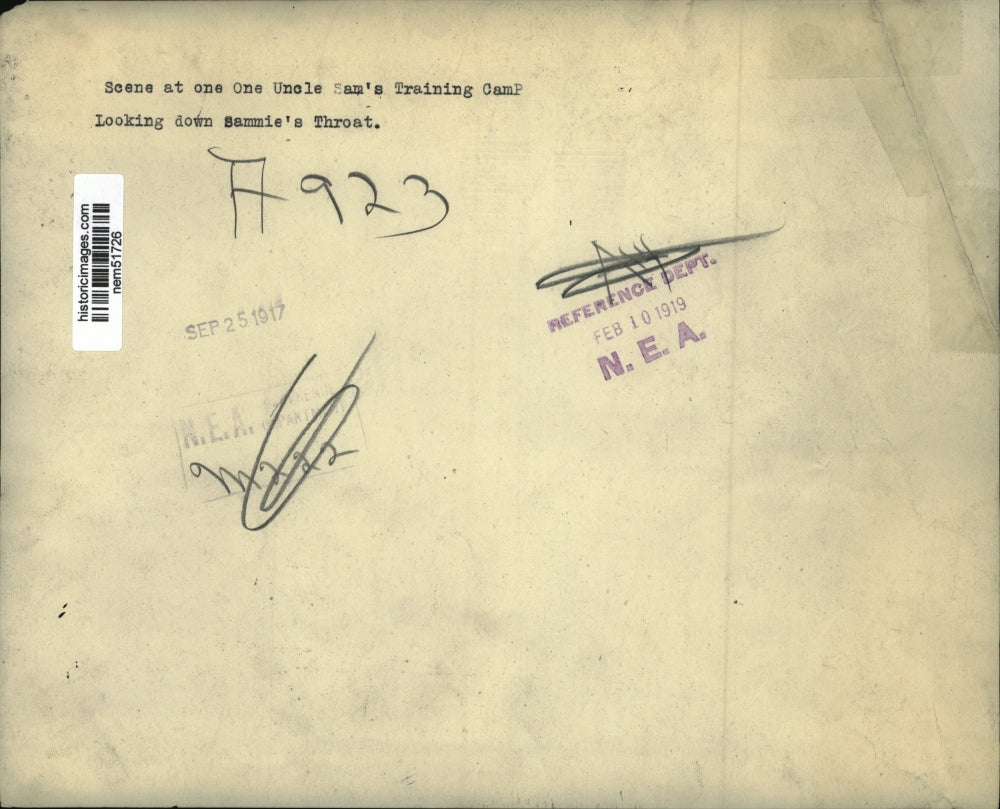 Scene at one One Uncle Sam's Training CamP
Looking down Sammie's Throat.
A923
historicimages.com
nem51726
SEP 25 1917
REFERENCE DEPT.
FEB 10 1919
N. E. A.
N.E.A.